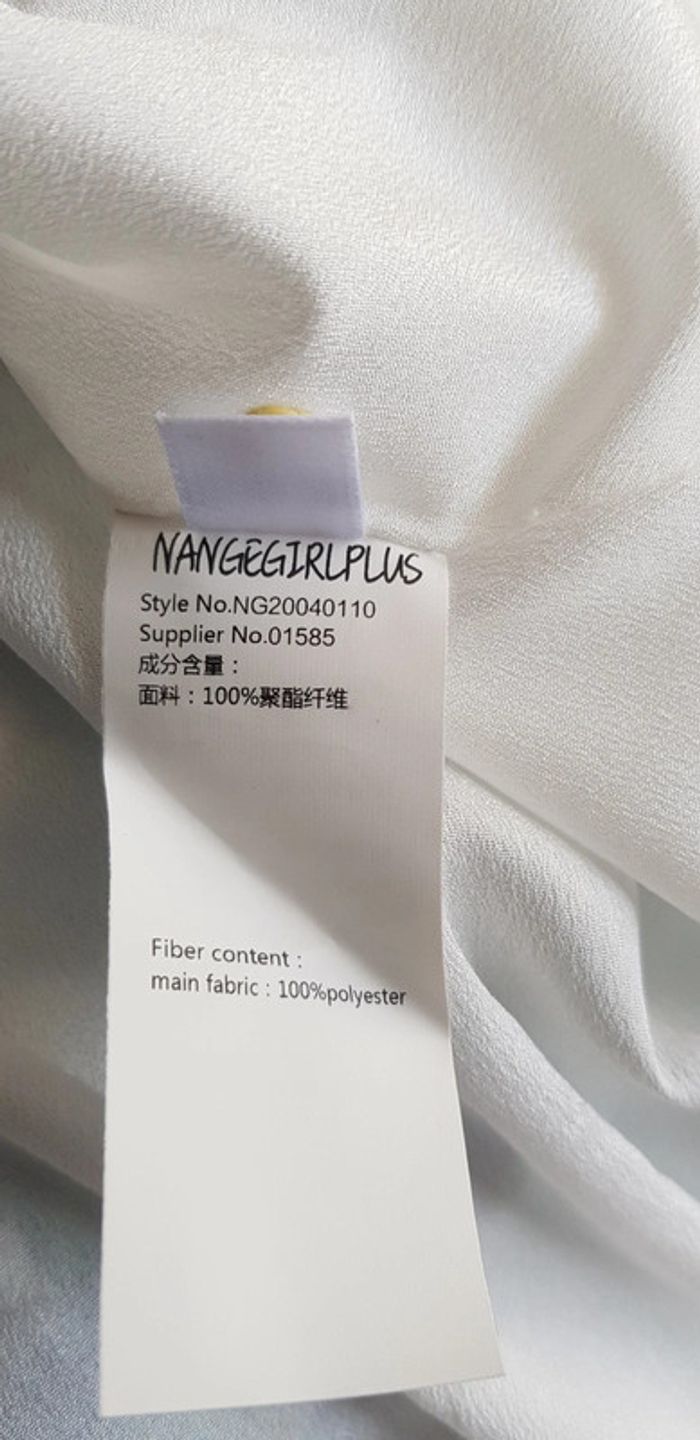 NANGEGIRLPLUS
Style No.NG20040110
Supplier No.01585
成分含量：
面料：100%聚酯纤维
Fiber content :
main fabric : 100%polyester